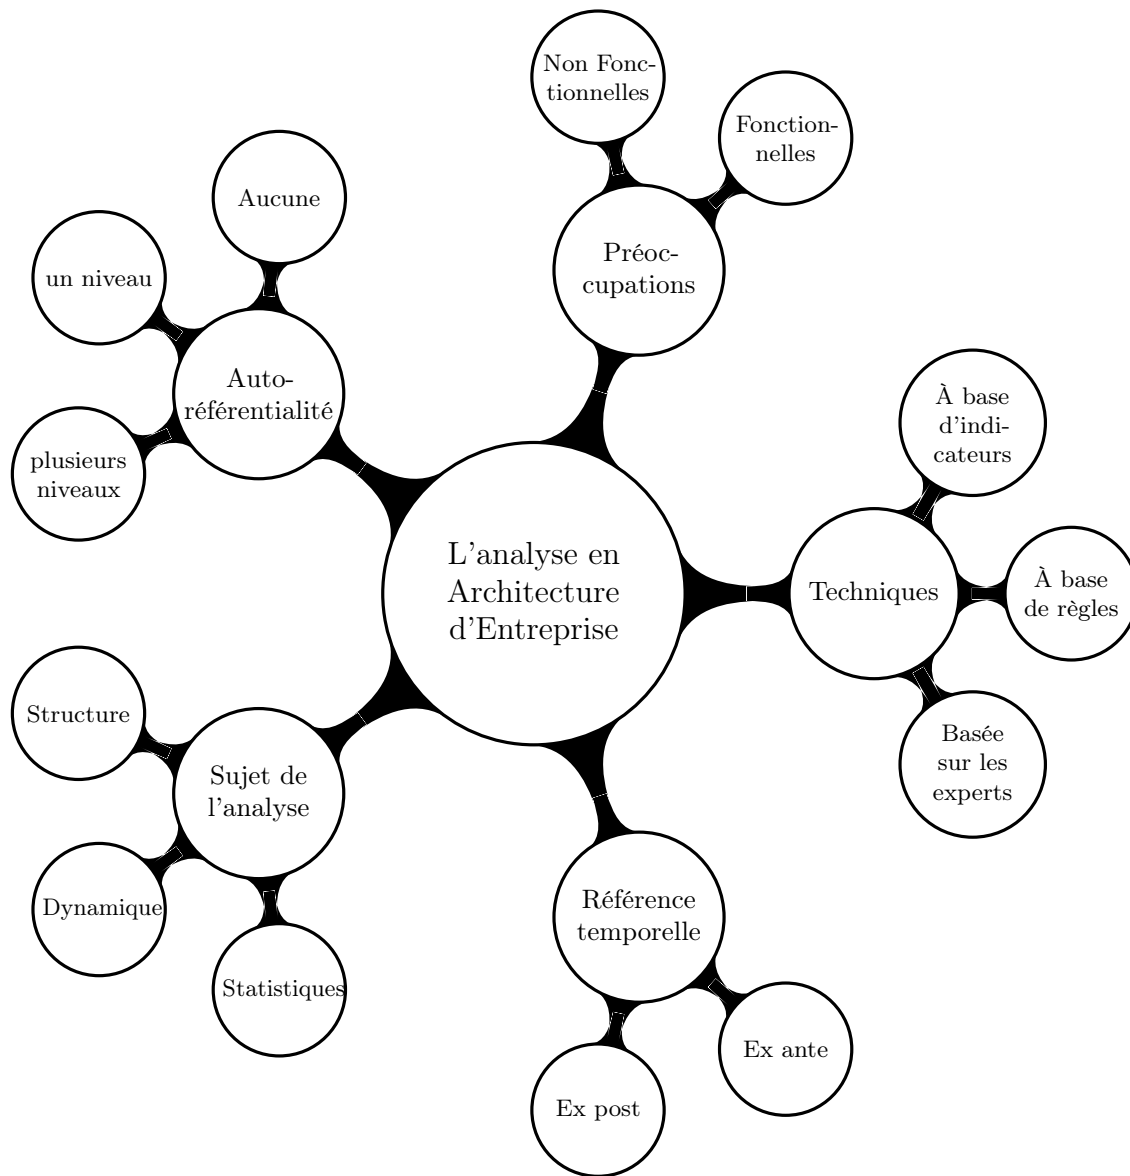 Non Fonc-
tionnelles
Fonction-
nelles
Préoc-
cupations
Aucune
un niveau
plusieurs
niveaux
Auto-
référentialité
À base
d'indi-
cateurs
À base
de règles
Basée
sur les
experts
Techniques
L'analyse en
Architecture
d'Entreprise
Structure
Dynamique
Statistiques
Sujet de
l'analyse
Référence
temporelle
Ex ante
Ex post